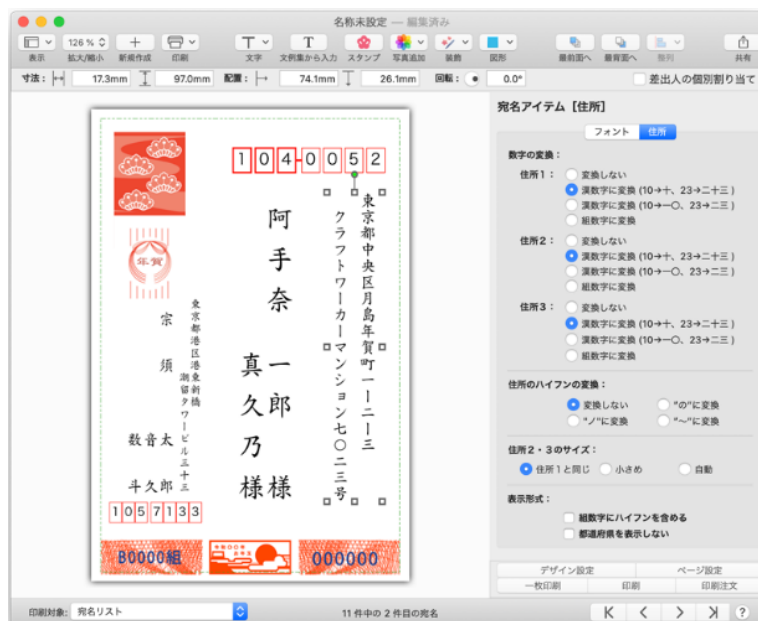 名称未設定 — 編集済み
126%
表示
拡大/縮小
新規作成
印刷
文字
文例集から入力
スタンプ
写真追加
装飾
図形
最前面へ
最背面へ
整列
共有
寸法：
17.3mm
97.0mm
配置：
74.1mm
26.1mm
回転：
0.0°
差出人の個別割り当て
104-0052
東京都中央区月島年賀町一ー二ー三
クラフトワーカーマンション七〇二三号
阿手奈 一郎 様
真久乃 様
年賀
東京都港区港東新橋
潮留タワービル三十三
宗須 数音太
斗久郎
1057133
B0000組
000000
宛名アイテム［住所］
フォント
住所
数字の変換：
住所1：
変換しない
漢数字に変換 (10→十、23→二十三 )
漢数字に変換 (10→一〇、23→二三 )
組数字に変換
住所2：
変換しない
漢数字に変換 (10→十、23→二十三 )
漢数字に変換 (10→一〇、23→二三 )
組数字に変換
住所3：
変換しない
漢数字に変換 (10→十、23→二十三 )
漢数字に変換 (10→一〇、23→二三 )
組数字に変換
住所のハイフンの変換：
変換しない
"の"に変換
"ノ"に変換
"〜"に変換
住所2・3のサイズ：
住所1と同じ
小さめ
自動
表示形式：
組数字にハイフンを含める
都道府県を表示しない
デザイン設定
ページ設定
一枚印刷
印刷
印刷注文
印刷対象：
宛名リスト
11 件中の 2 件目の宛名
?